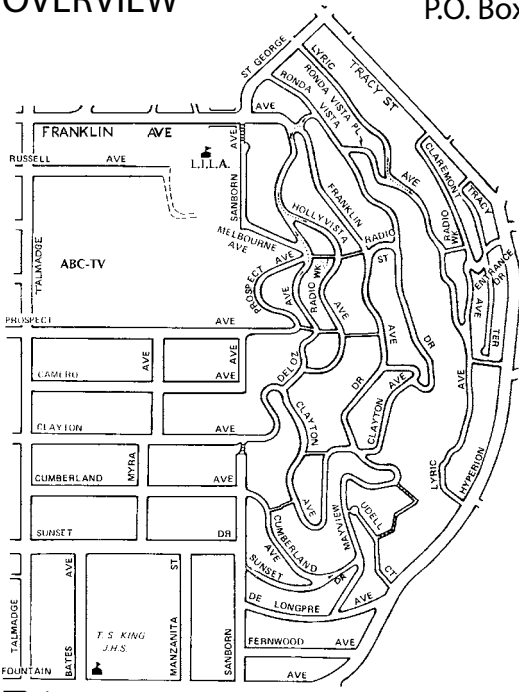 OVERVIEW
P.O. Box
ST GEORGE
LYRIC
RONDA VISTA PL
RONDA
VISTA
TRACY ST
AVE
FRANKLIN AVE
RUSSELL AVE
L.I.L.A.
SANBORN
AVE
CLAREMONT
TRACY
AVE
RADIO
WK
ENTRANCE
DR
AVE
TER
HOLLYVISTA
FRANKLIN
RADIO
ST
MELBOURNE
AVE
TALMADGE
ABC-TV
PROSPECT
AVE
AVE
RADIO
WK
AVE
AVE
DR
PROSPECT AVE
AVE
CAMERO
AVE
AVE
DELOZ
DR
CLAYTON
AVE
AVE
CLAYTON AVE
CLAYTON
AVE
LYRIC
HYPERION
MYRA
CUMBERLAND
AVE
MAYVIEW
UDELL
CT
SUNSET
DR
CUMBERLAND
AVE
SUNSET
DR
DE LONGPRE
AVE
TALMADGE
AVE
BATES
T. S. KING
J.H.S.
ST
MANZANITA
SANBORN
FERNWOOD AVE
FOUNTAIN
AVE